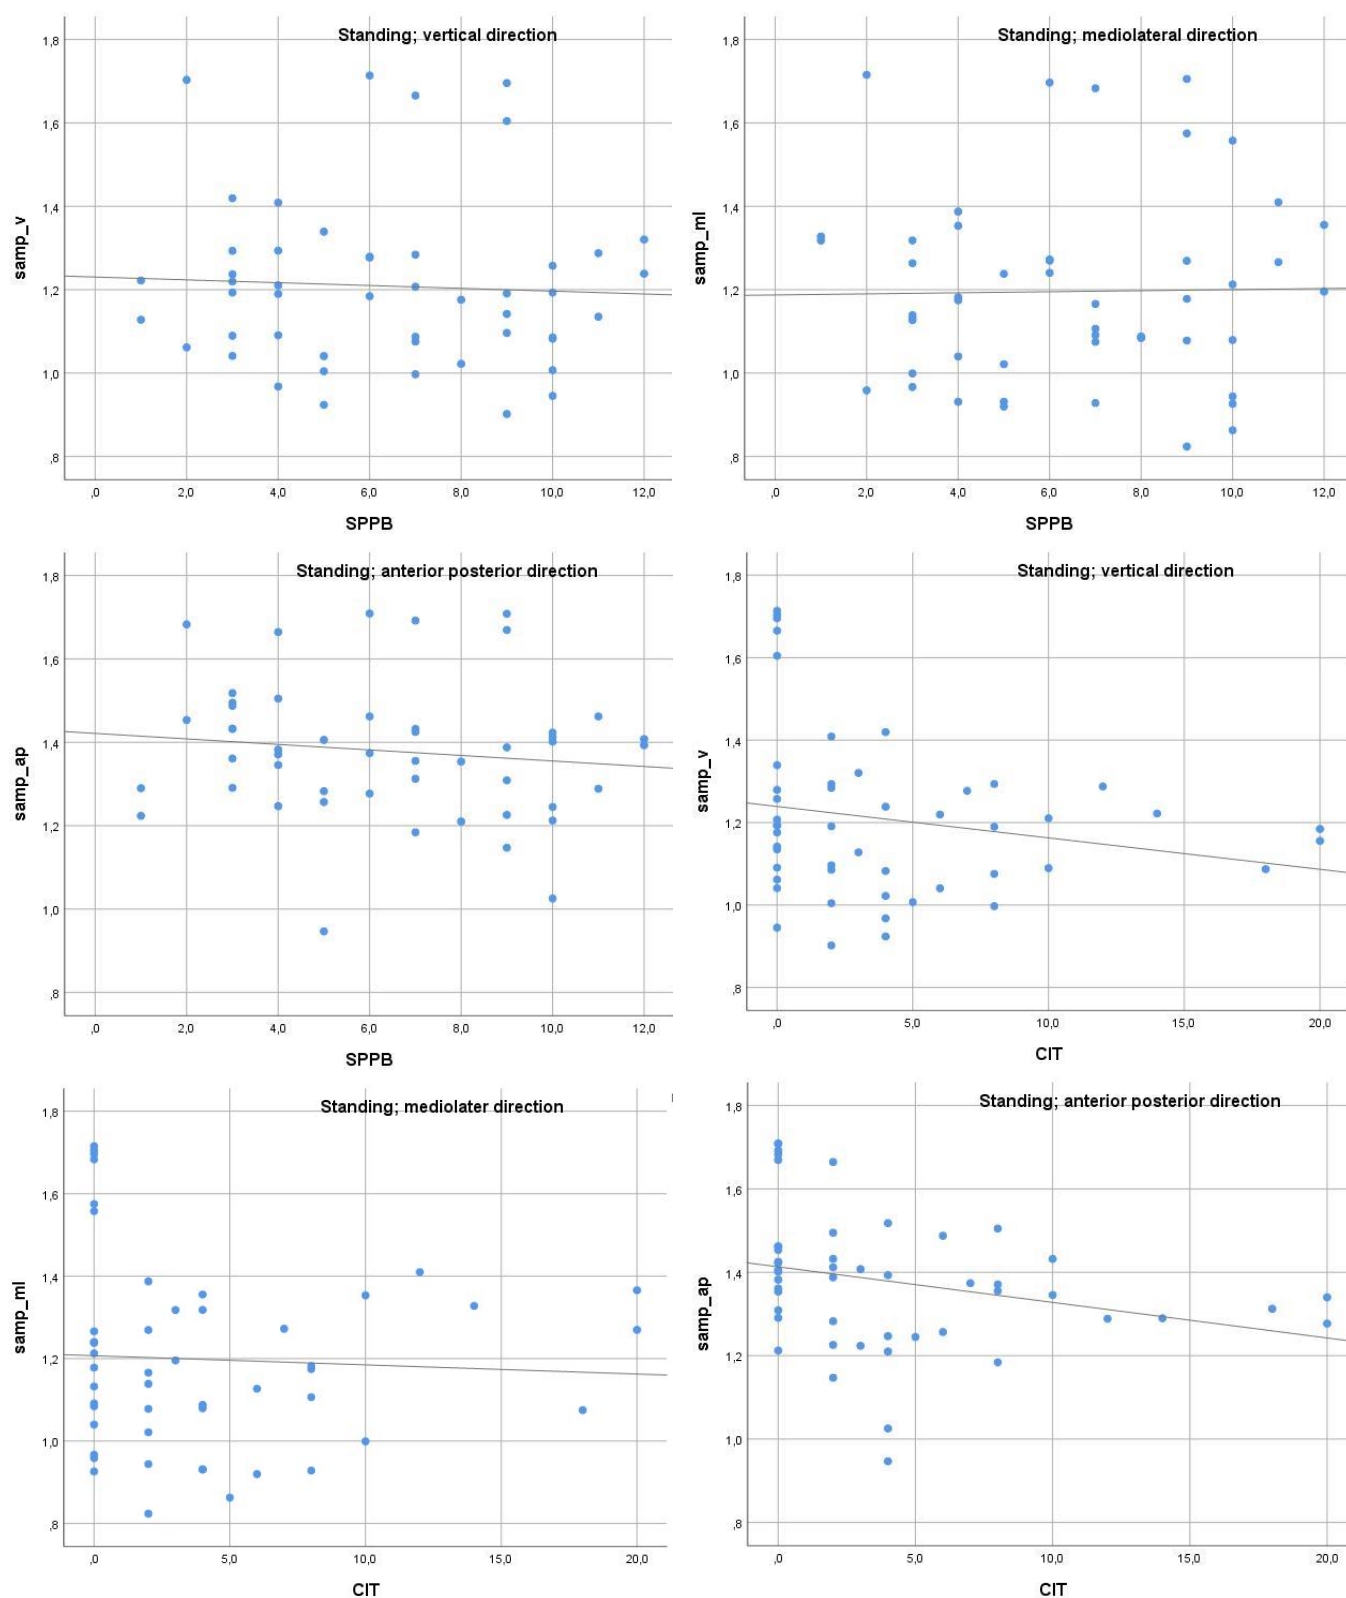 Standing; vertical direction
1,8
1,6
1,4
1,2
1,0
,8
samp_v
,0 2,0 4,0 6,0 8,0 10,0 12,0
SPPB
Standing; mediolateral direction
1,8
1,6
1,4
1,2
1,0
,8
samp_ml
,0 2,0 4,0 6,0 8,0 10,0 12,0
SPPB
Standing; anterior posterior direction
1,8
1,6
1,4
1,2
1,0
,8
samp_ap
,0 2,0 4,0 6,0 8,0 10,0 12,0
SPPB
Standing; vertical direction
1,8
1,6
1,4
1,2
1,0
,8
samp_v
,0 5,0 10,0 15,0 20,0
CIT
Standing; mediolater direction
1,8
1,6
1,4
1,2
1,0
,8
samp_ml
,0 5,0 10,0 15,0 20,0
CIT
Standing; anterior posterior direction
1,8
1,6
1,4
1,2
1,0
,8
samp_ap
,0 5,0 10,0 15,0 20,0
CIT